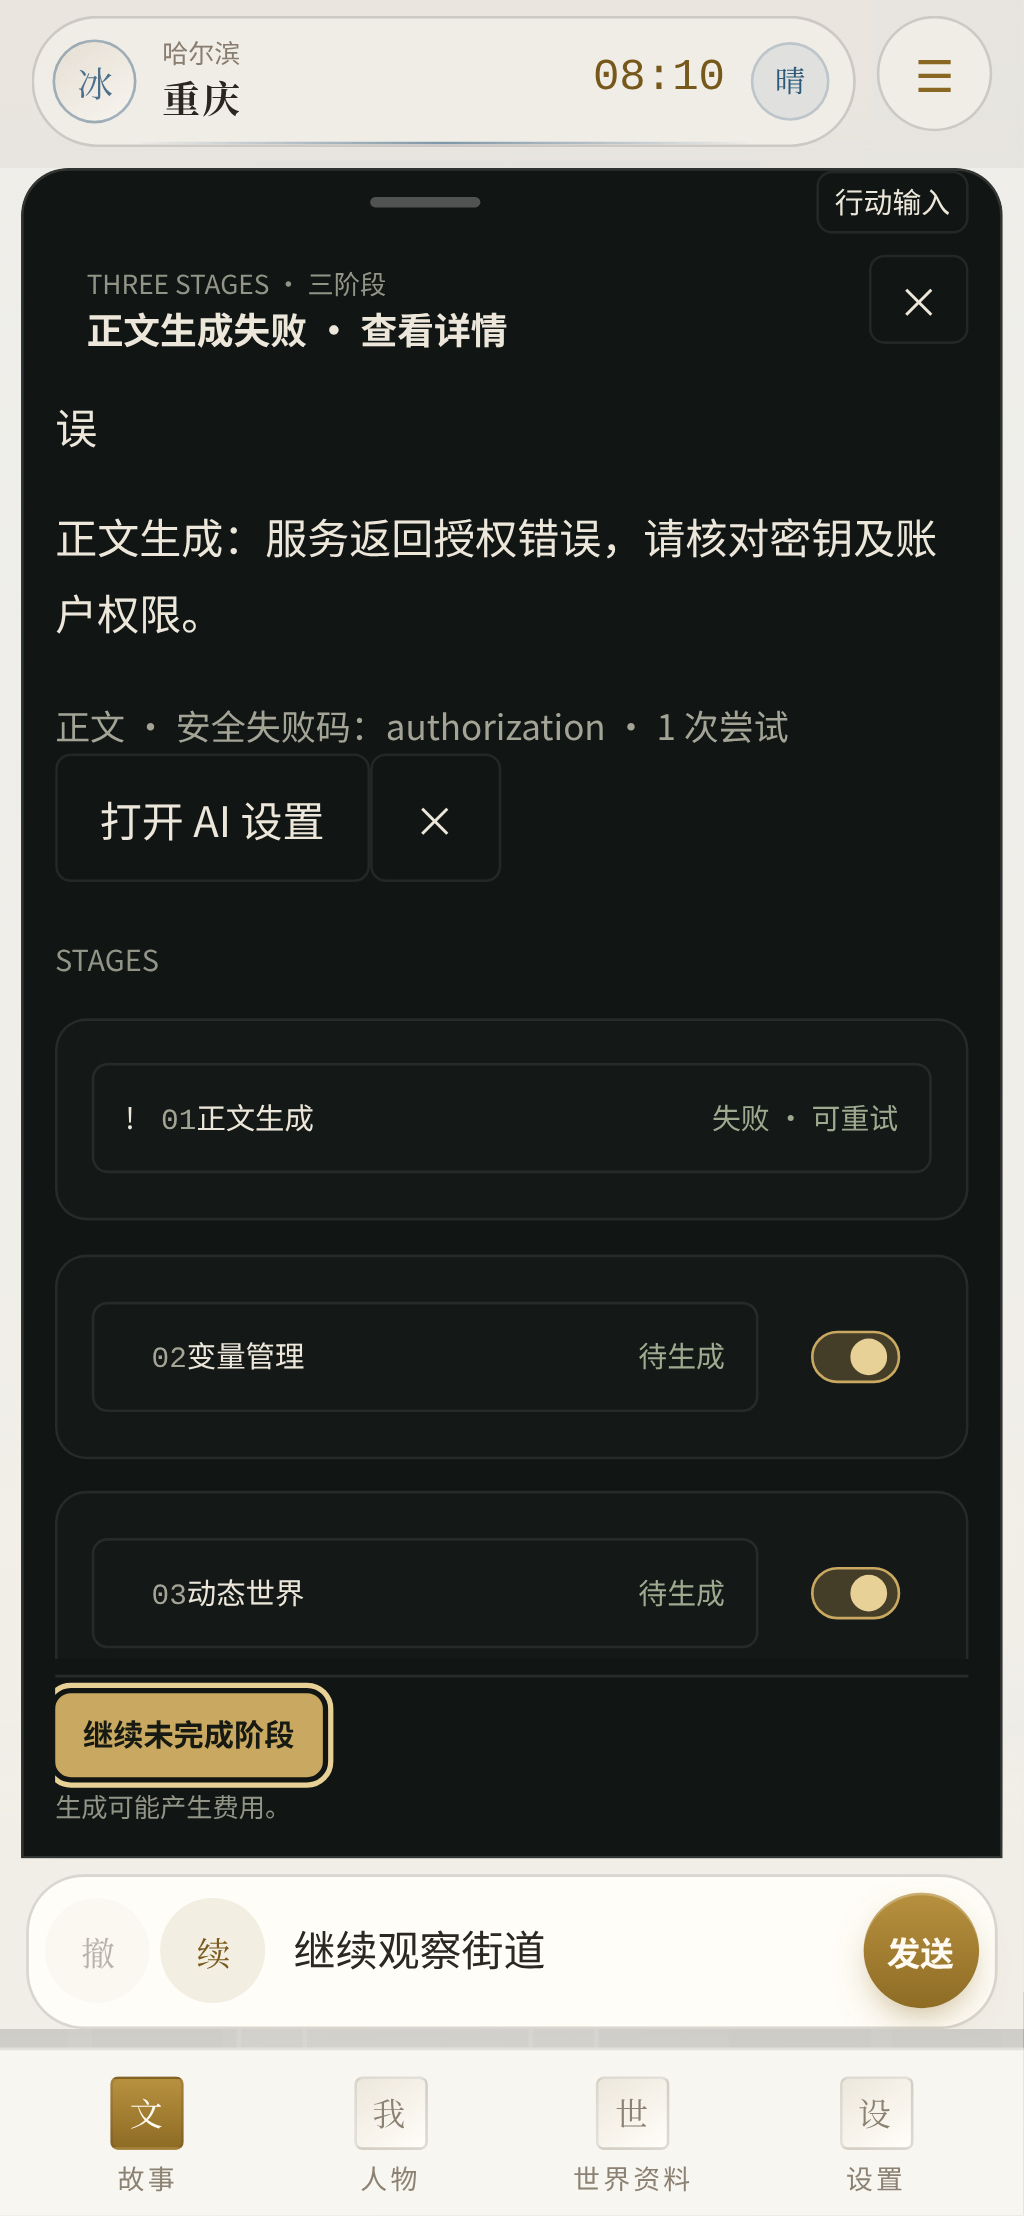 冰
哈尔滨
重庆
08:10
晴
☰
行动输入
THREE STAGES · 三阶段
正文生成失败 · 查看详情
×
误
正文生成：服务返回授权错误，请核对密钥及账
户权限。
正文 · 安全失败码：authorization · 1 次尝试
打开 AI 设置
×
STAGES
! 01正文生成
失败 · 可重试
02变量管理
待生成
03动态世界
待生成
继续未完成阶段
生成可能产生费用。
撤
续
继续观察街道
发送
文
我
世
设
故事
人物
世界资料
设置